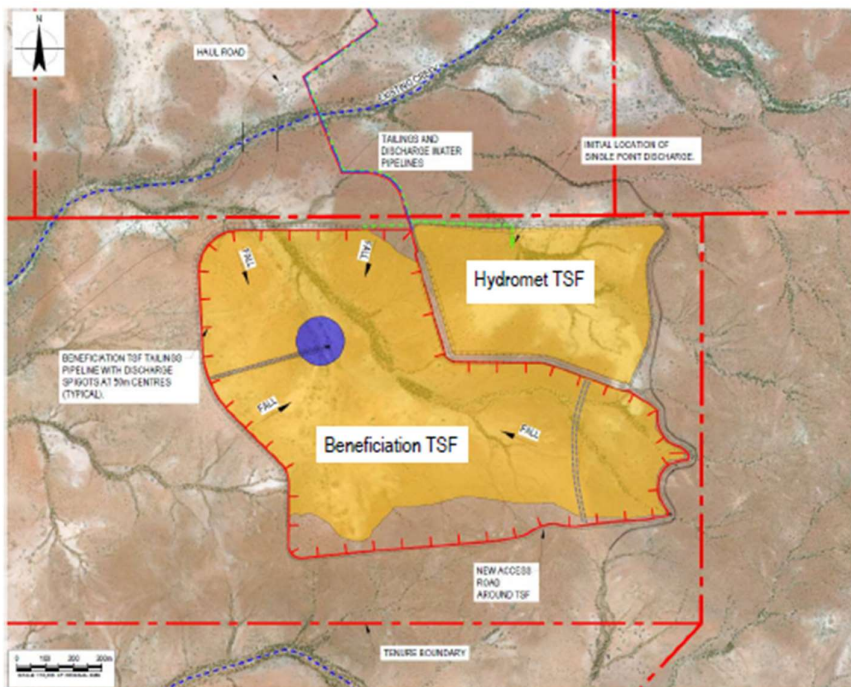 N
HAUL ROAD
EXISTING CREEK
TAILINGS AND
DISCHARGE WATER
PIPELINES
INITIAL LOCATION OF
SINGLE POINT DISCHARGE.
FALL
FALL
Hydromet TSF
BENEFICIATION TSF TAILINGS
PIPELINE WITH DISCHARGE
SPIGOTS AT 50m CENTRES
(TYPICAL).
FALL
Beneficiation TSF
FALL
NEW ACCESS
ROAD
AROUND TSF
TENURE BOUNDARY
0 100 200 300m